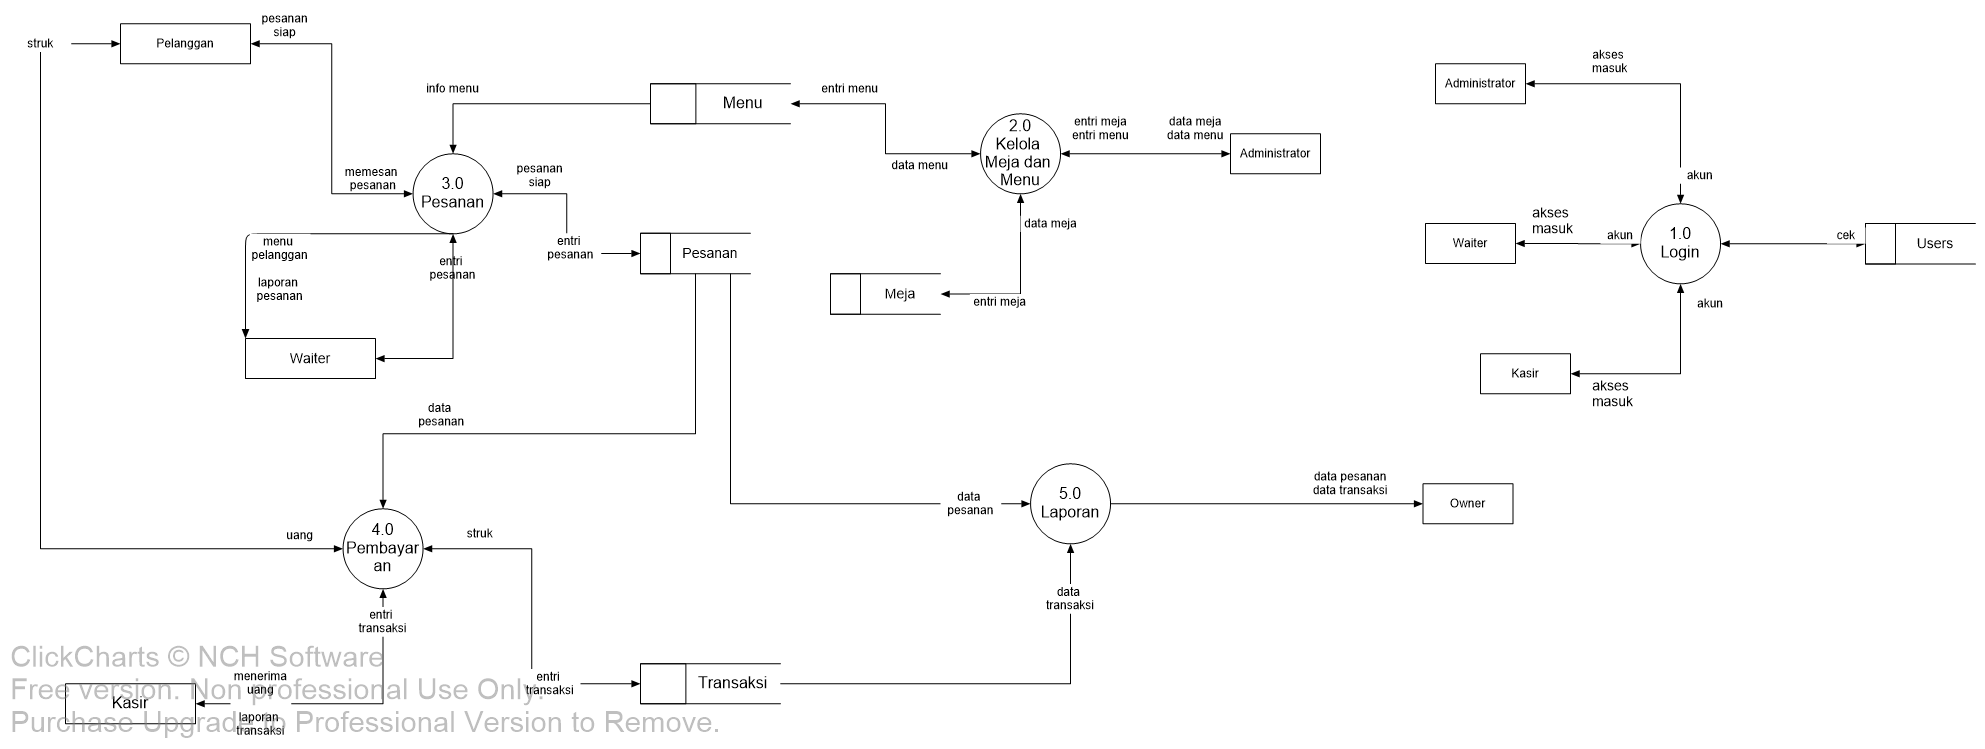 struk
Pelanggan
pesanan
siap
info menu
Menu
entri menu
data menu
2.0
Kelola
Meja dan
Menu
entri meja
entri menu
data meja
data menu
Administrator
Administrator
akses
masuk
akun
memesan
pesanan
3.0
Pesanan
pesanan
siap
entri
pesanan
Pesanan
data meja
Meja
entri meja
Waiter
akses
masuk
akun
1.0
Login
cek
Users
akun
Kasir
akses
masuk
menu
pelanggan
laporan
pesanan
entri
pesanan
Waiter
data
pesanan
uang
4.0
Pembayar
an
struk
data
pesanan
5.0
Laporan
data pesanan
data transaksi
Owner
entri
transaksi
data
transaksi
Kasir
menerima
uang
laporan
transaksi
entri
transaksi
Transaksi
ClickCharts © NCH Software
Free version. Non professional Use Only.
Purchase Upgrade to Professional Version to Remove.